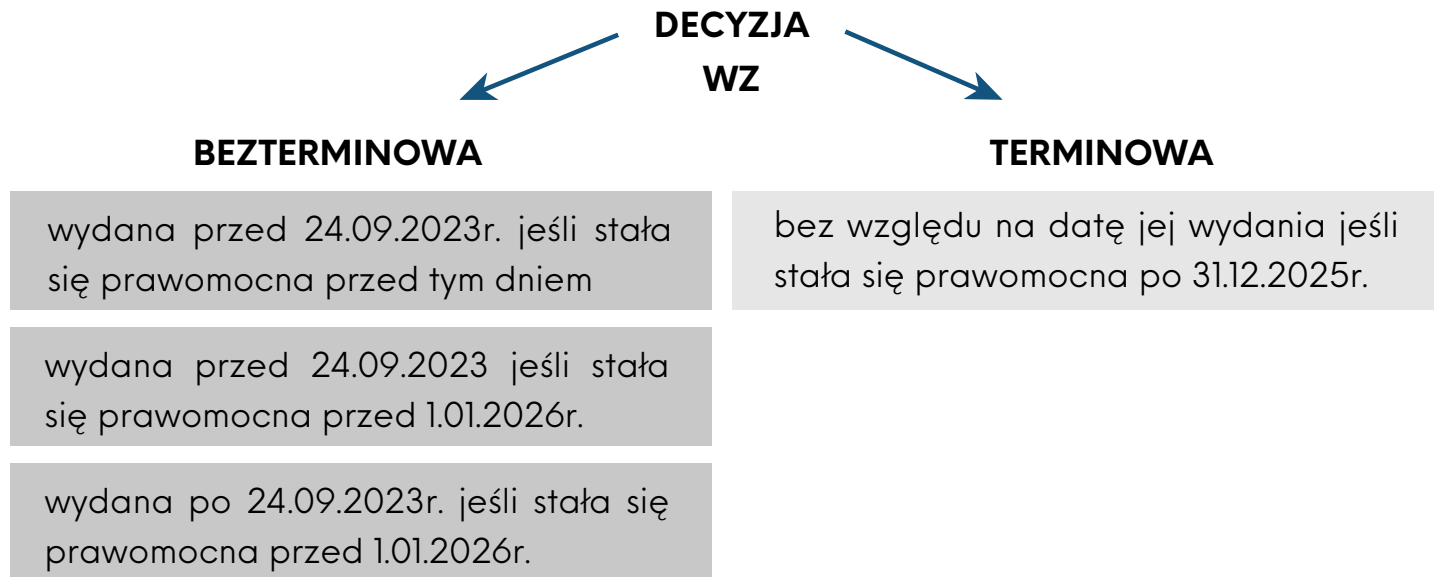 DECYZJA
WZ
BEZTERMINOWA
wydana przed 24.09.2023r. jeśli stała
się prawomocna przed tym dniem
wydana przed 24.09.2023 jeśli stała
się prawomocna przed 1.01.2026r.
wydana po 24.09.2023r. jeśli stała się
prawomocna przed 1.01.2026r.
TERMINOWA
bez względu na datę jej wydania jeśli
stała się prawomocna po 31.12.2025r.